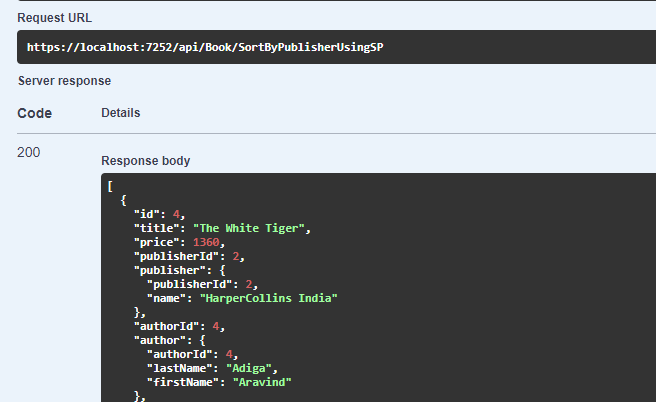 Request URL
https://localhost:7252/api/Book/SortByPublisherUsingSP
Server response
Code Details
200
Response body
[
  {
    "id": 4,
    "title": "The White Tiger",
    "price": 1360,
    "publisherId": 2,
    "publisher": {
      "publisherId": 2,
      "name": "HarperCollins India"
    },
    "authorId": 4,
    "author": {
      "authorId": 4,
      "lastName": "Adiga",
      "firstName": "Aravind"
    },